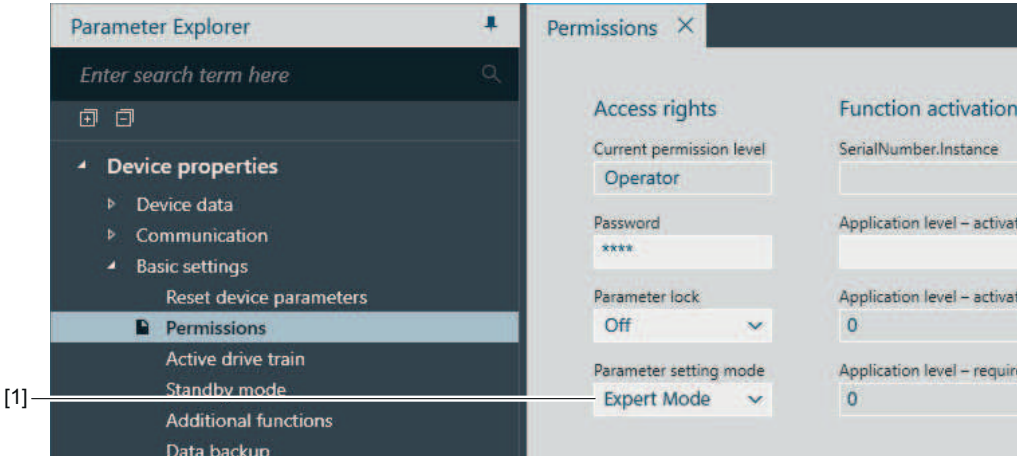 Parameter Explorer
Enter search term here
Device properties
Device data
Communication
Basic settings
Reset device parameters
Permissions
Active drive train
Standby mode
Additional functions
Data backup
[1]
Permissions
Access rights
Current permission level
Operator
Password
****
Parameter lock
Off
Parameter setting mode
Expert Mode
Function activation
SerialNumber.Instance
Application level – activat
Application level – activat
0
Application level – require
0